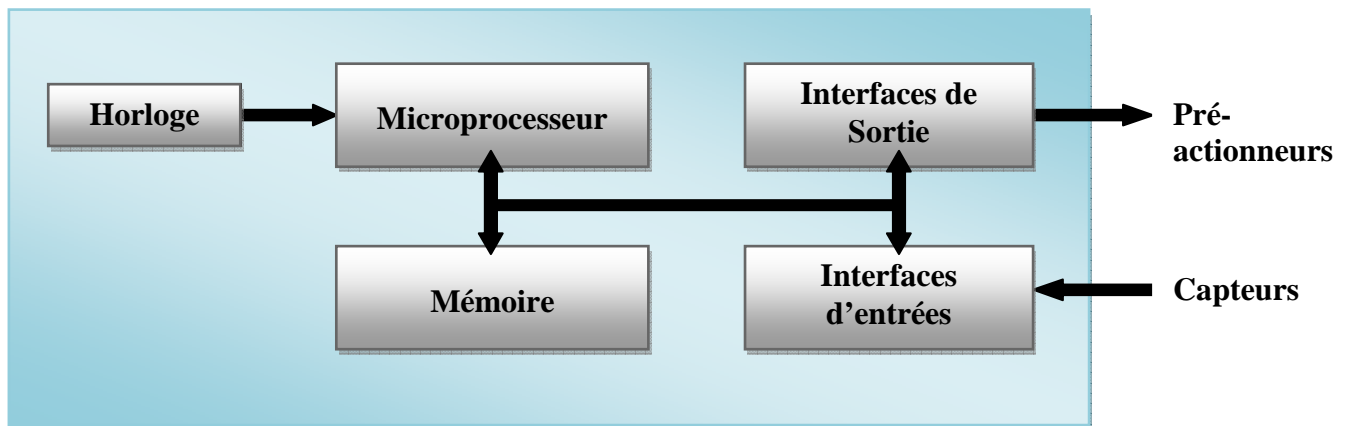 Horloge
Microprocesseur
Interfaces de
Sortie
Pré-
actionneurs
Mémoire
Interfaces
d’entrées
Capteurs